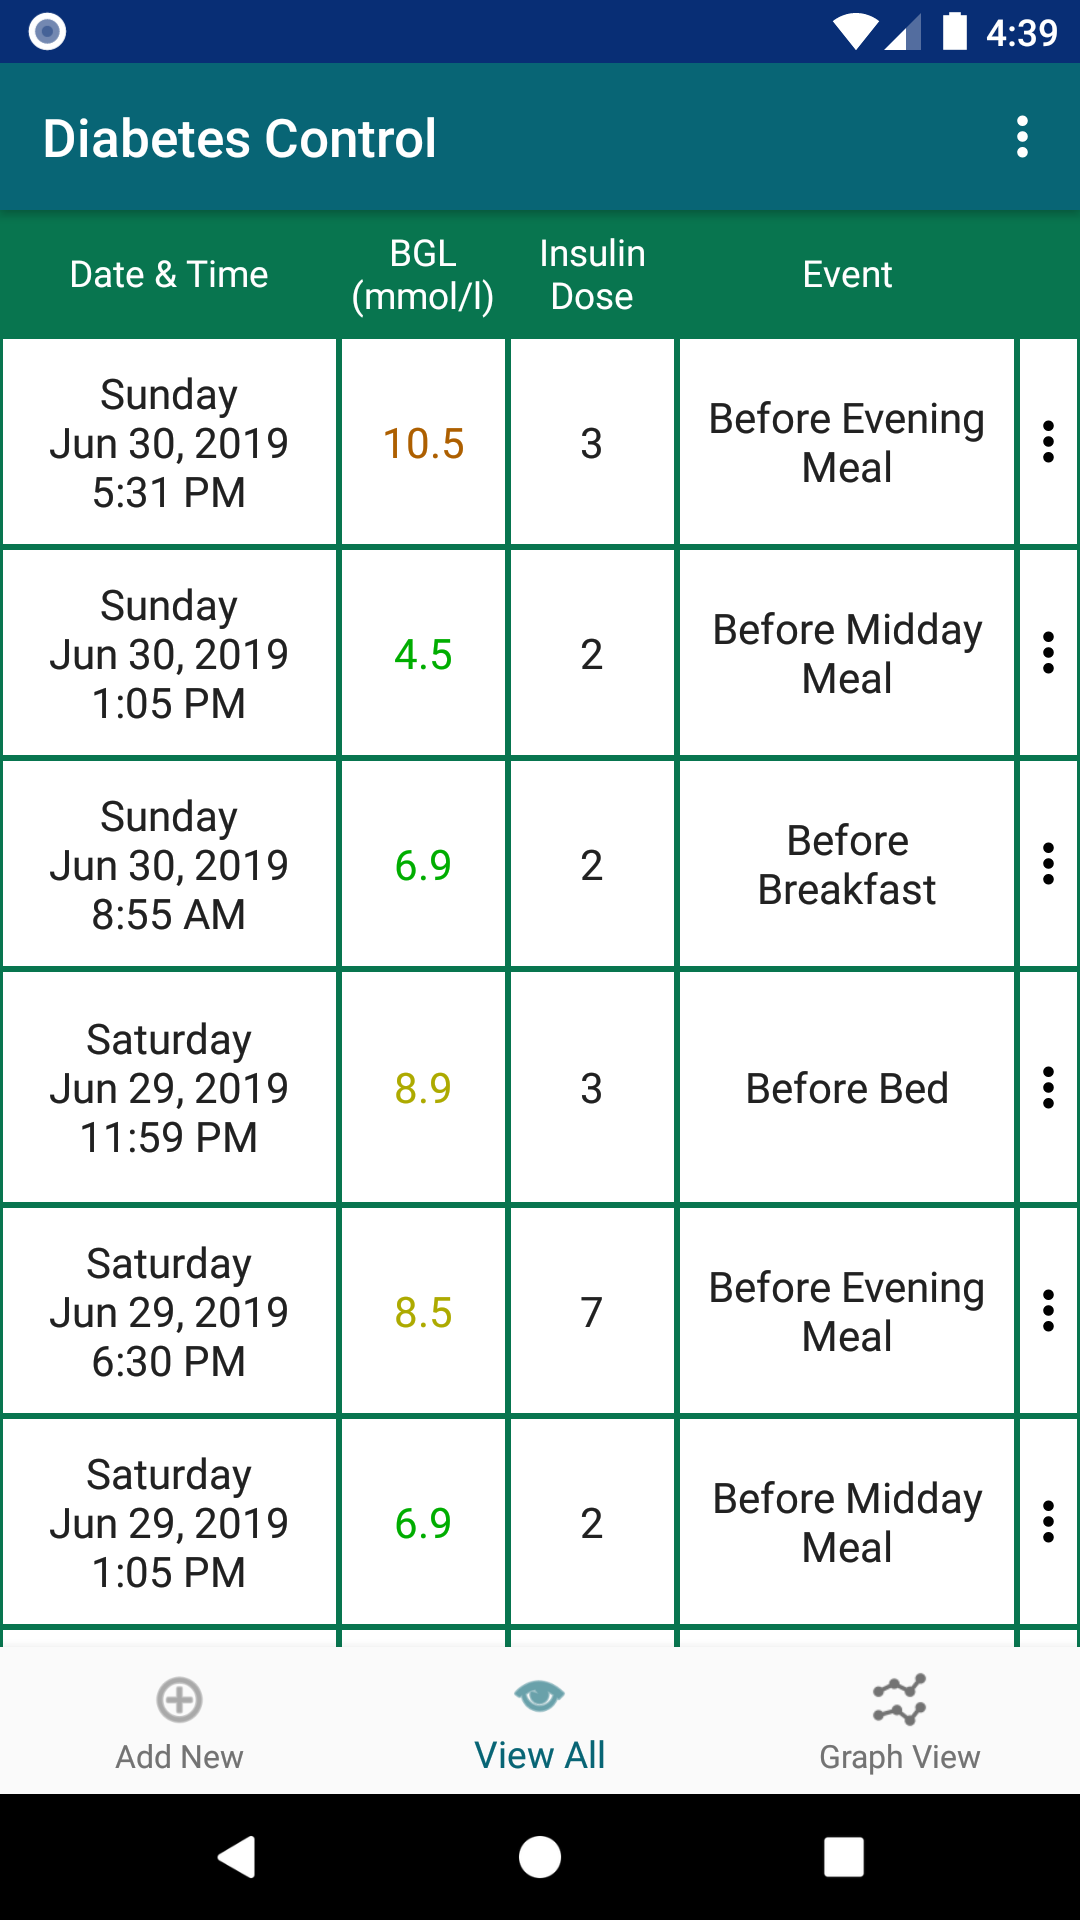 4:39
Diabetes Control
Date & Time
BGL
(mmol/l)
Insulin
Dose
Event
Sunday
Jun 30, 2019
5:31 PM
10.5
3
Before Evening
Meal
Sunday
Jun 30, 2019
1:05 PM
4.5
2
Before Midday
Meal
Sunday
Jun 30, 2019
8:55 AM
6.9
2
Before
Breakfast
Saturday
Jun 29, 2019
11:59 PM
8.9
3
Before Bed
Saturday
Jun 29, 2019
6:30 PM
8.5
7
Before Evening
Meal
Saturday
Jun 29, 2019
1:05 PM
6.9
2
Before Midday
Meal
Add New
View All
Graph View